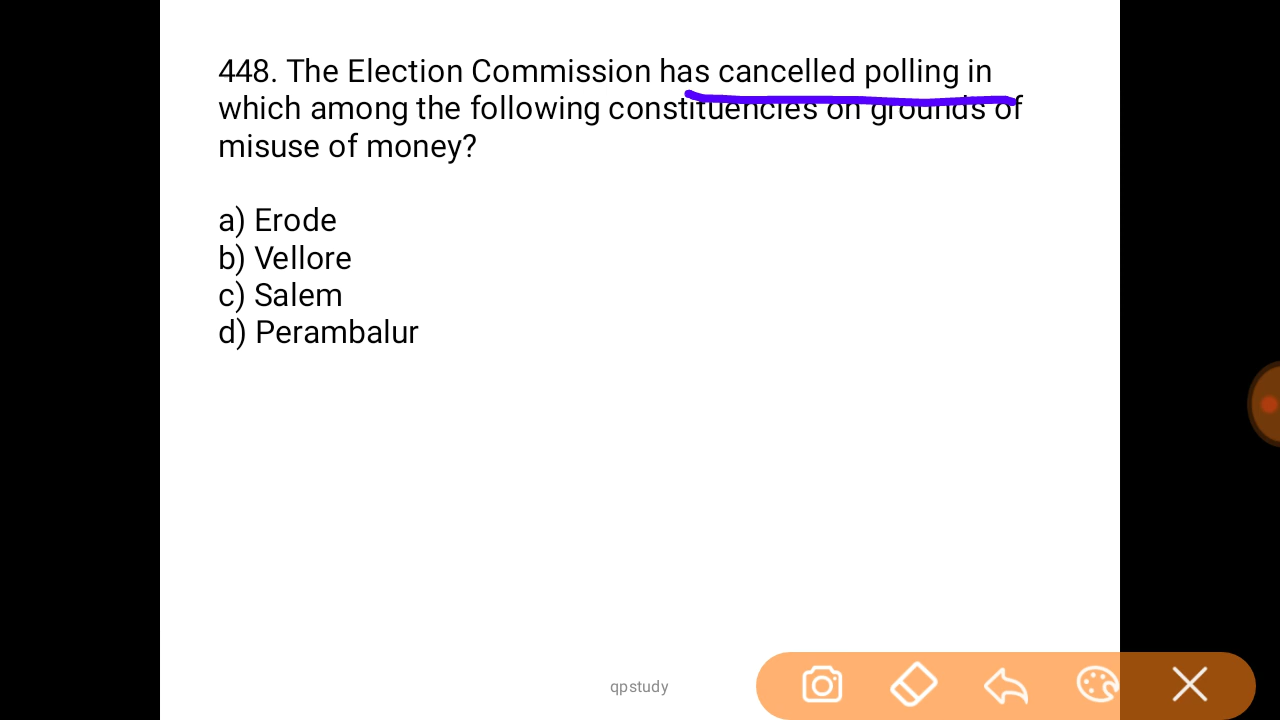 448. The Election Commission has cancelled polling in
which among the following constituencies on grounds of
misuse of money?
a) Erode
b) Vellore
c) Salem
d) Perambalur
qpstudy